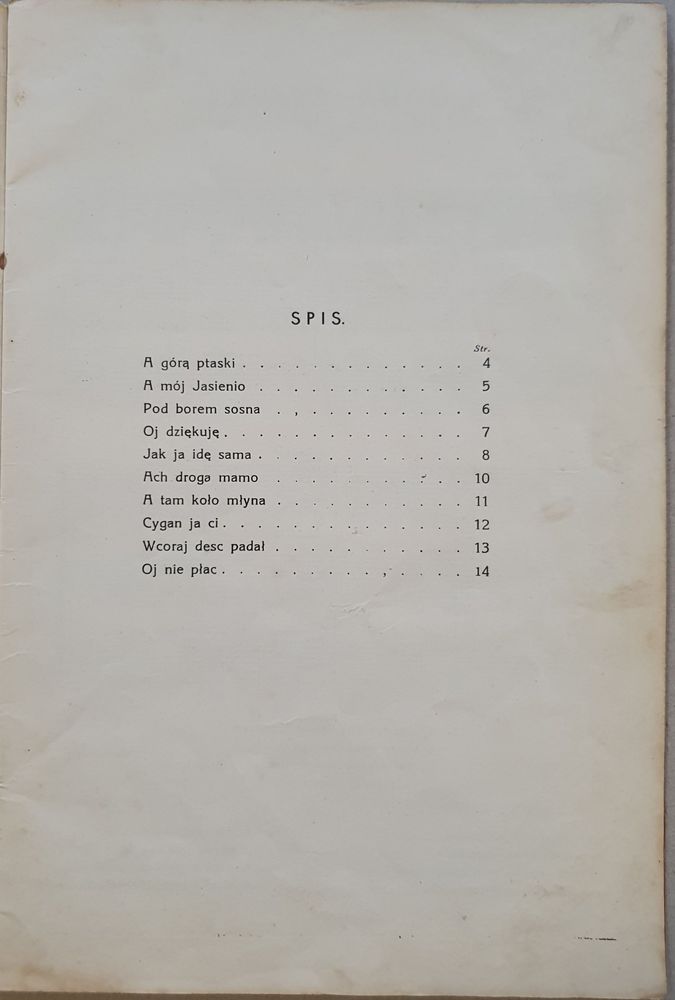 SPIS.
Str.
A górą ptaski . . . . . . . . . . . . . . 4
A mój Jasienio . . . . . . . . . . . . . 5
Pod borem sosna . , . . . . . . . . . . 6
Oj dziękuję . . . . . . . . . . . . . . . 7
Jak ja idę sama . . . . . . . . . . . . . 8
Ach droga mamo . . . . . . . . . . . . 10
A tam koło młyna . . . . . . . . . . . . 11
Cygan ja ci . . . . . . . . . . . . . . . 12
Wcoraj desc padał . . . . . . . . . . . . 13
Oj nie płac . . . . . . . . . . , . . . . 14